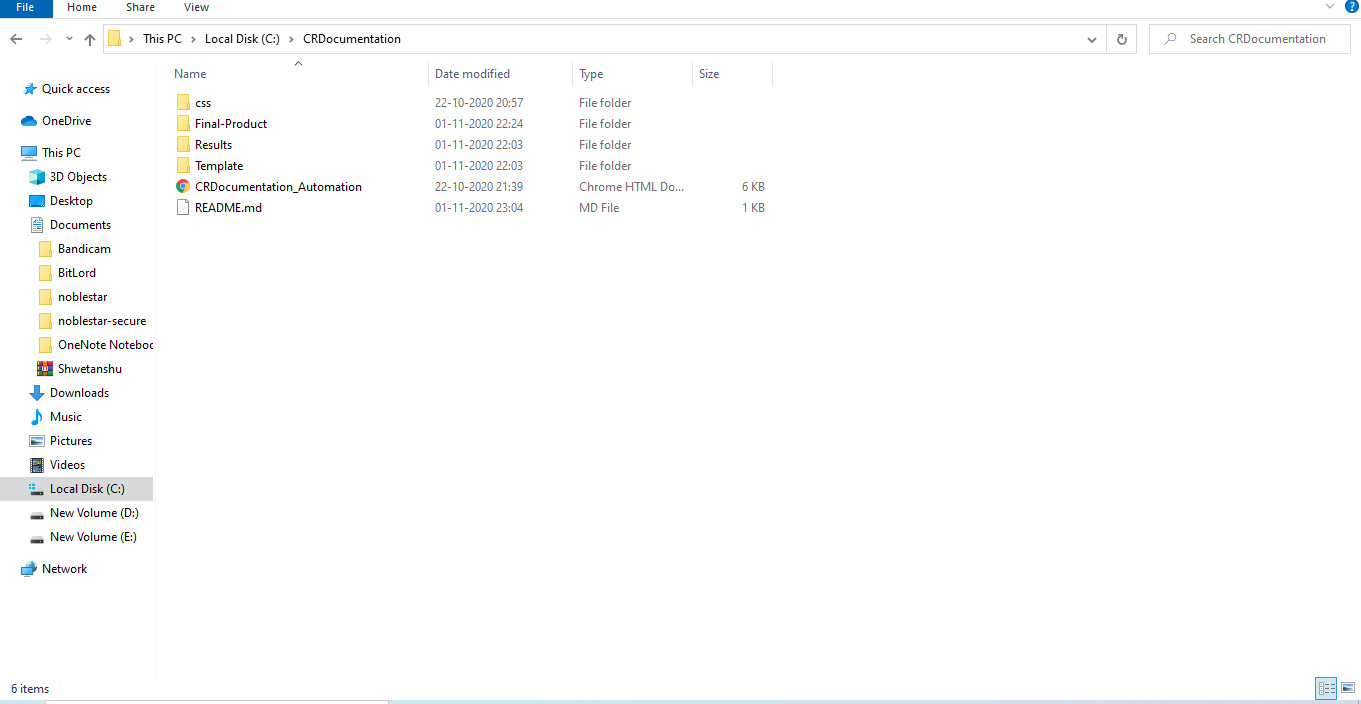 File Home Share View
This PC Local Disk (C:) CRDocumentation Search CRDocumentation
Name Date modified Type Size
Quick access
OneDrive
This PC
3D Objects
Desktop
Documents
Bandicam
BitLord
noblestar
noblestar-secure
OneNote Noteboo
Shwetanshu
Downloads
Music
Pictures
Videos
Local Disk (C:)
New Volume (D:)
New Volume (E:)
Network
css 22-10-2020 20:57 File folder
Final-Product 01-11-2020 22:24 File folder
Results 01-11-2020 22:03 File folder
Template 01-11-2020 22:03 File folder
CRDocumentation_Automation 22-10-2020 21:39 Chrome HTML Do... 6 KB
README.md 01-11-2020 23:04 MD File 1 KB
6 items